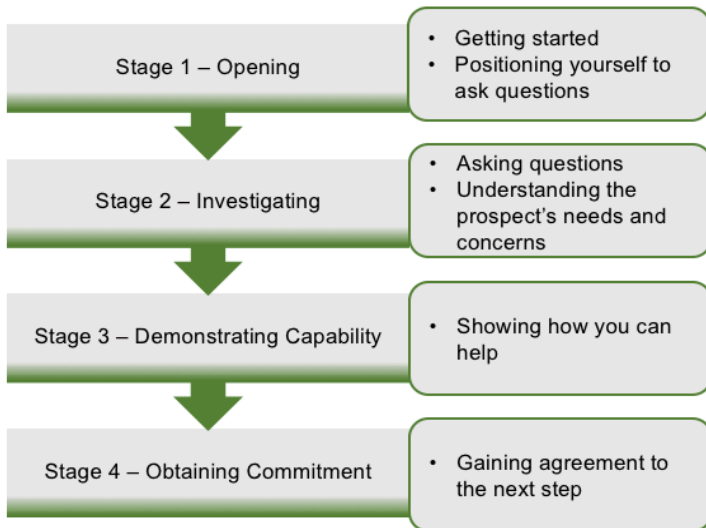 Stage 1 – Opening
• Getting started
• Positioning yourself to
ask questions
Stage 2 – Investigating
• Asking questions
• Understanding the
prospect’s needs and
concerns
Stage 3 – Demonstrating Capability
• Showing how you can
help
Stage 4 – Obtaining Commitment
• Gaining agreement to
the next step